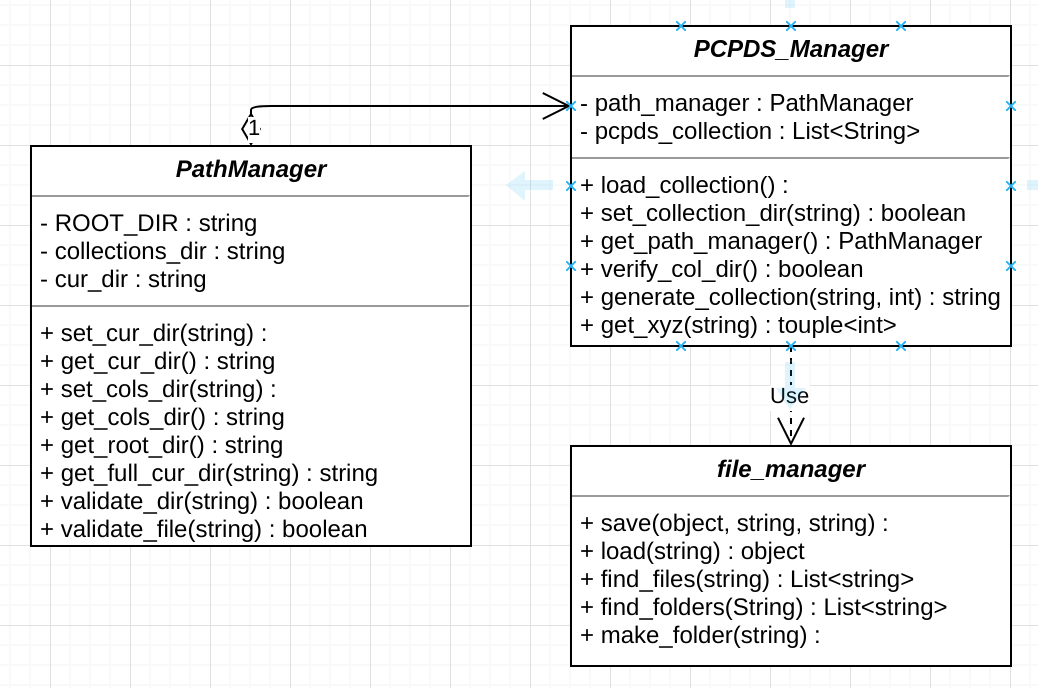 PCPDS_Manager
- path_manager : PathManager
- pcpds_collection : List<String>
+ load_collection() :
+ set_collection_dir(string) : boolean
+ get_path_manager() : PathManager
+ verify_col_dir() : boolean
+ generate_collection(string, int) : string
+ get_xyz(string) : touple<int>
1
PathManager
- ROOT_DIR : string
- collections_dir : string
- cur_dir : string
+ set_cur_dir(string) :
+ get_cur_dir() : string
+ set_cols_dir(string) :
+ get_cols_dir() : string
+ get_root_dir() : string
+ get_full_cur_dir(string) : string
+ validate_dir(string) : boolean
+ validate_file(string) : boolean
Use
file_manager
+ save(object, string, string) :
+ load(string) : object
+ find_files(string) : List<string>
+ find_folders(String) : List<string>
+ make_folder(string) :